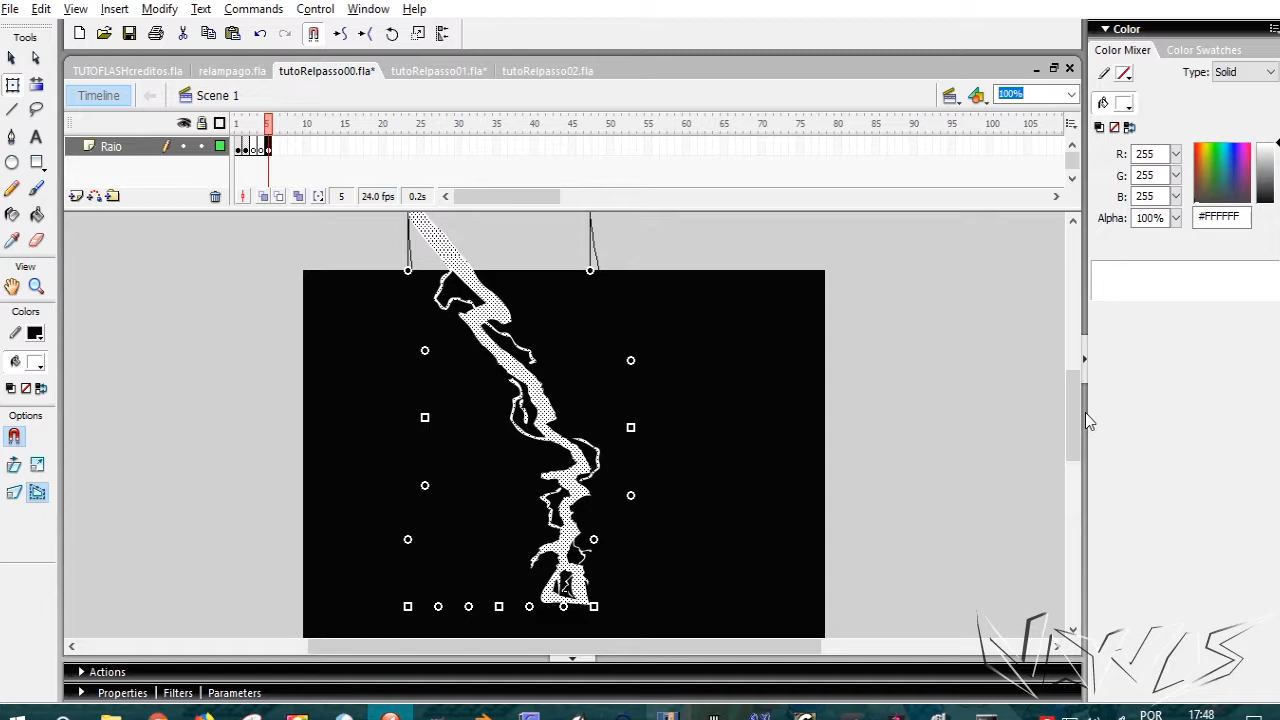 File Edit View Insert Modify Text Commands Control Window Help
Tools
Color
Color Mixer Color Swatches
TUTOFLASHcreditos.fla relampago.fla tutoRelpasso00.fla* tutoRelpasso01.fla* tutoRelpasso02.fla
Type: Solid
Timeline Scene 1 100%
1 5 10 15 20 25 30 35 40 45 50 55 60 65 70 75 80 85 90 95 100 105
Raio
R: 255
G: 255
B: 255
Alpha: 100% #FFFFFF
5 24.0 fps 0.2s
View
Colors
Options
Actions
Properties Filters Parameters
POR 17:48